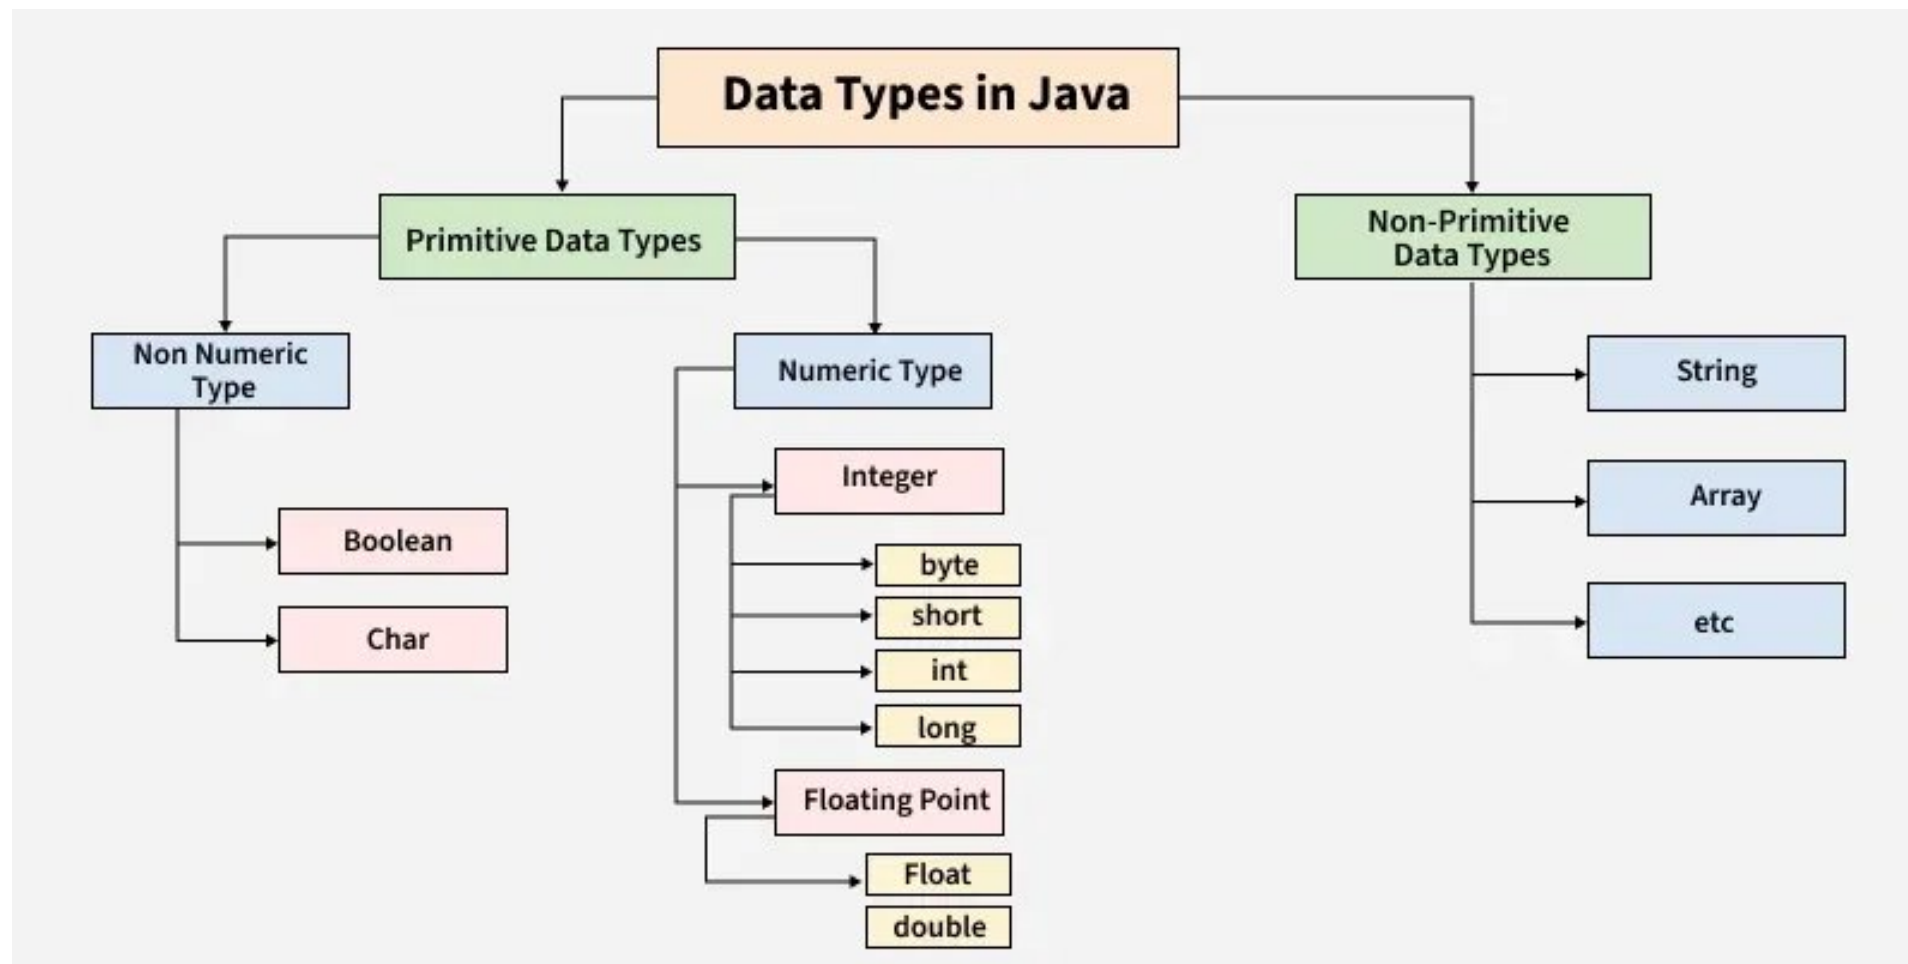 Data Types in Java
Primitive Data Types
Non-Primitive
Data Types
Non Numeric
Type
Numeric Type
String
Integer
Array
Boolean
byte
short
etc
Char
int
long
Floating Point
Float
double